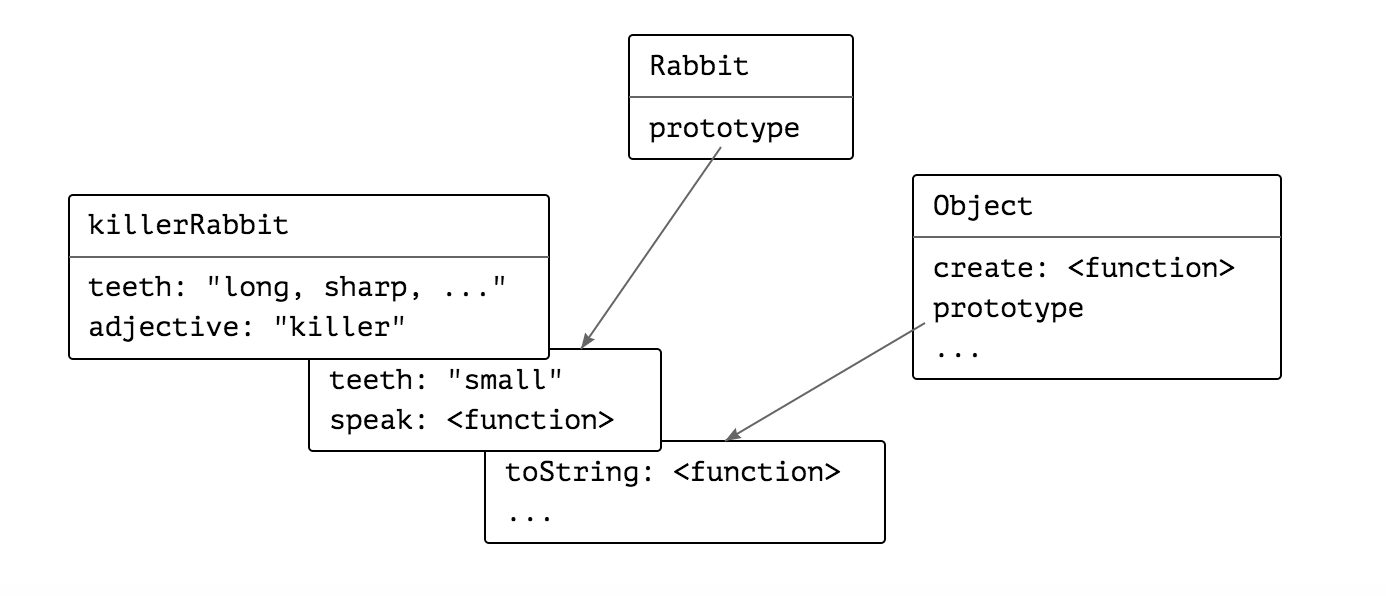 Rabbit
prototype
killerRabbit
teeth: "long, sharp, ..."
adjective: "killer"
Object
create: <function>
prototype
...
teeth: "small"
speak: <function>
toString: <function>
...